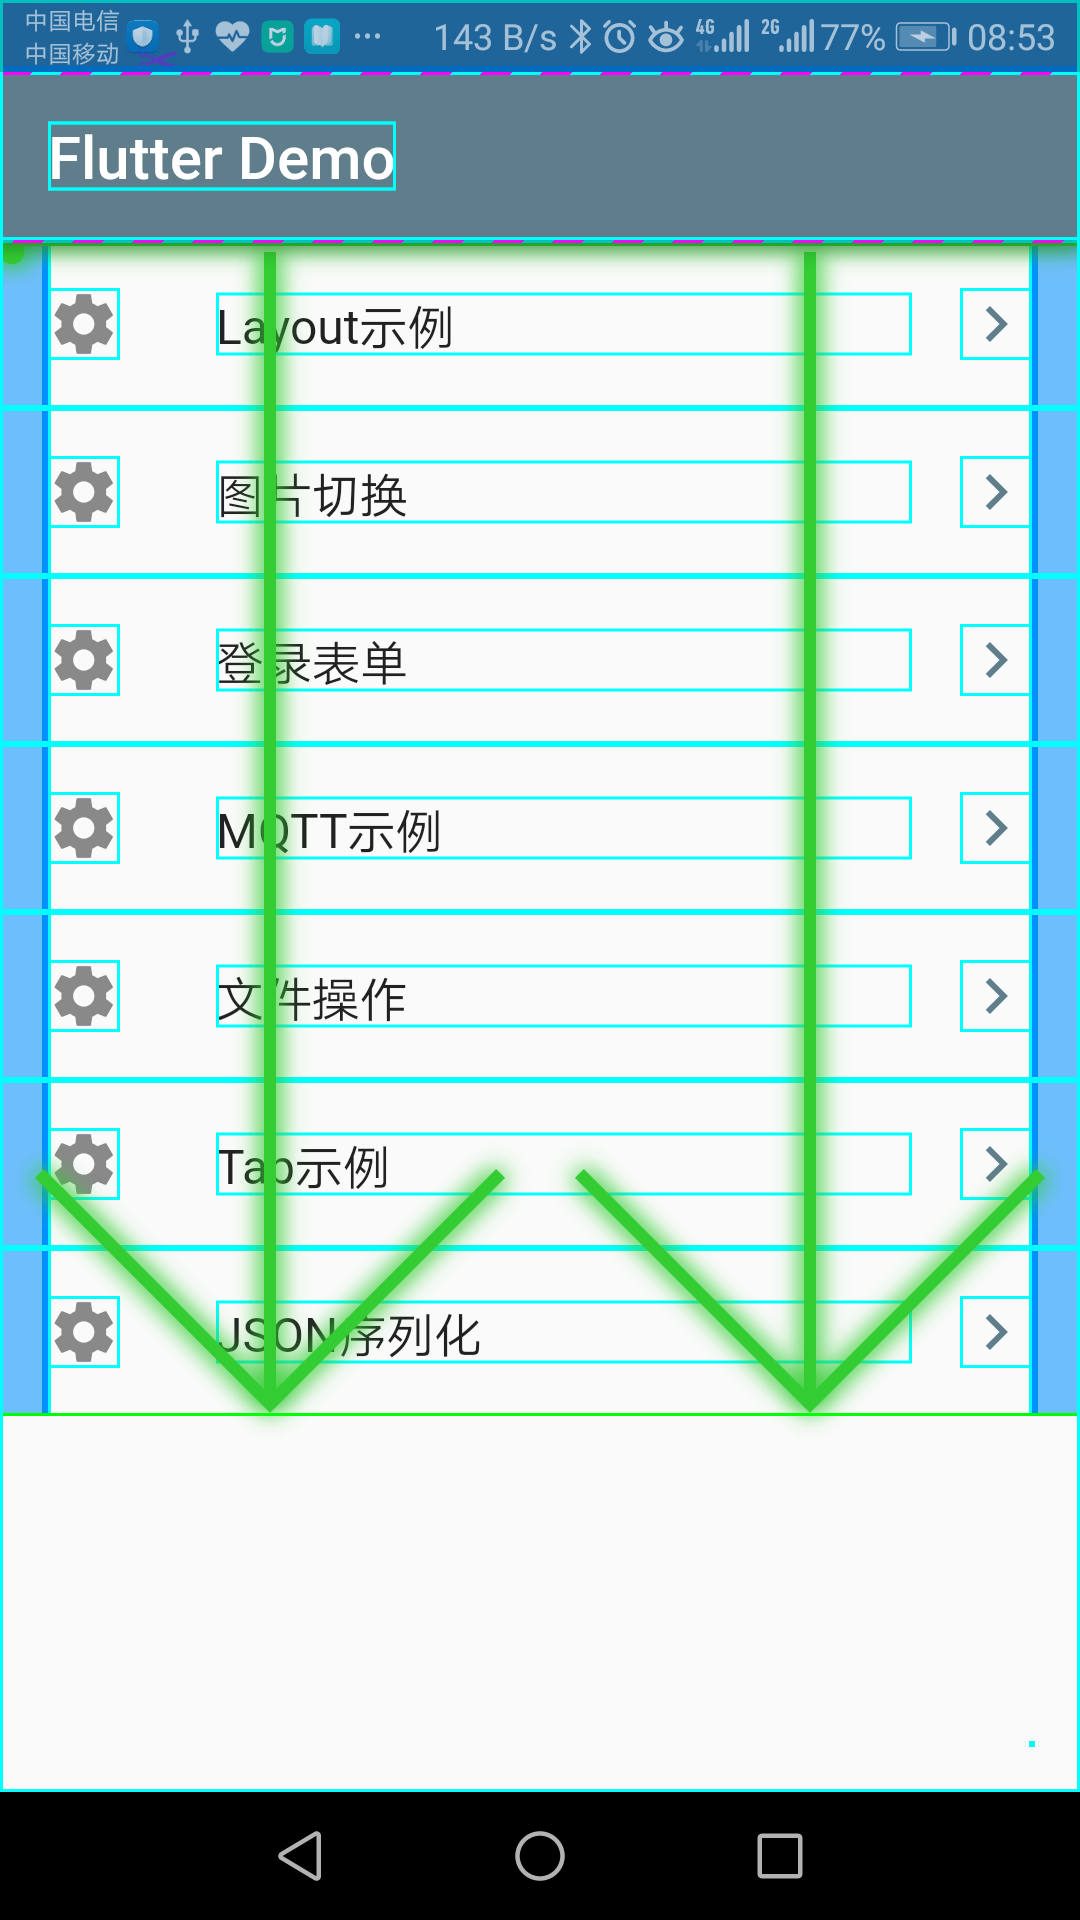 中国电信
中国移动
143 B/s 4G 2G 77% 08:53
Flutter Demo
Layout示例
图片切换
登录表单
MQTT示例
文件操作
Tab示例
JSON序列化